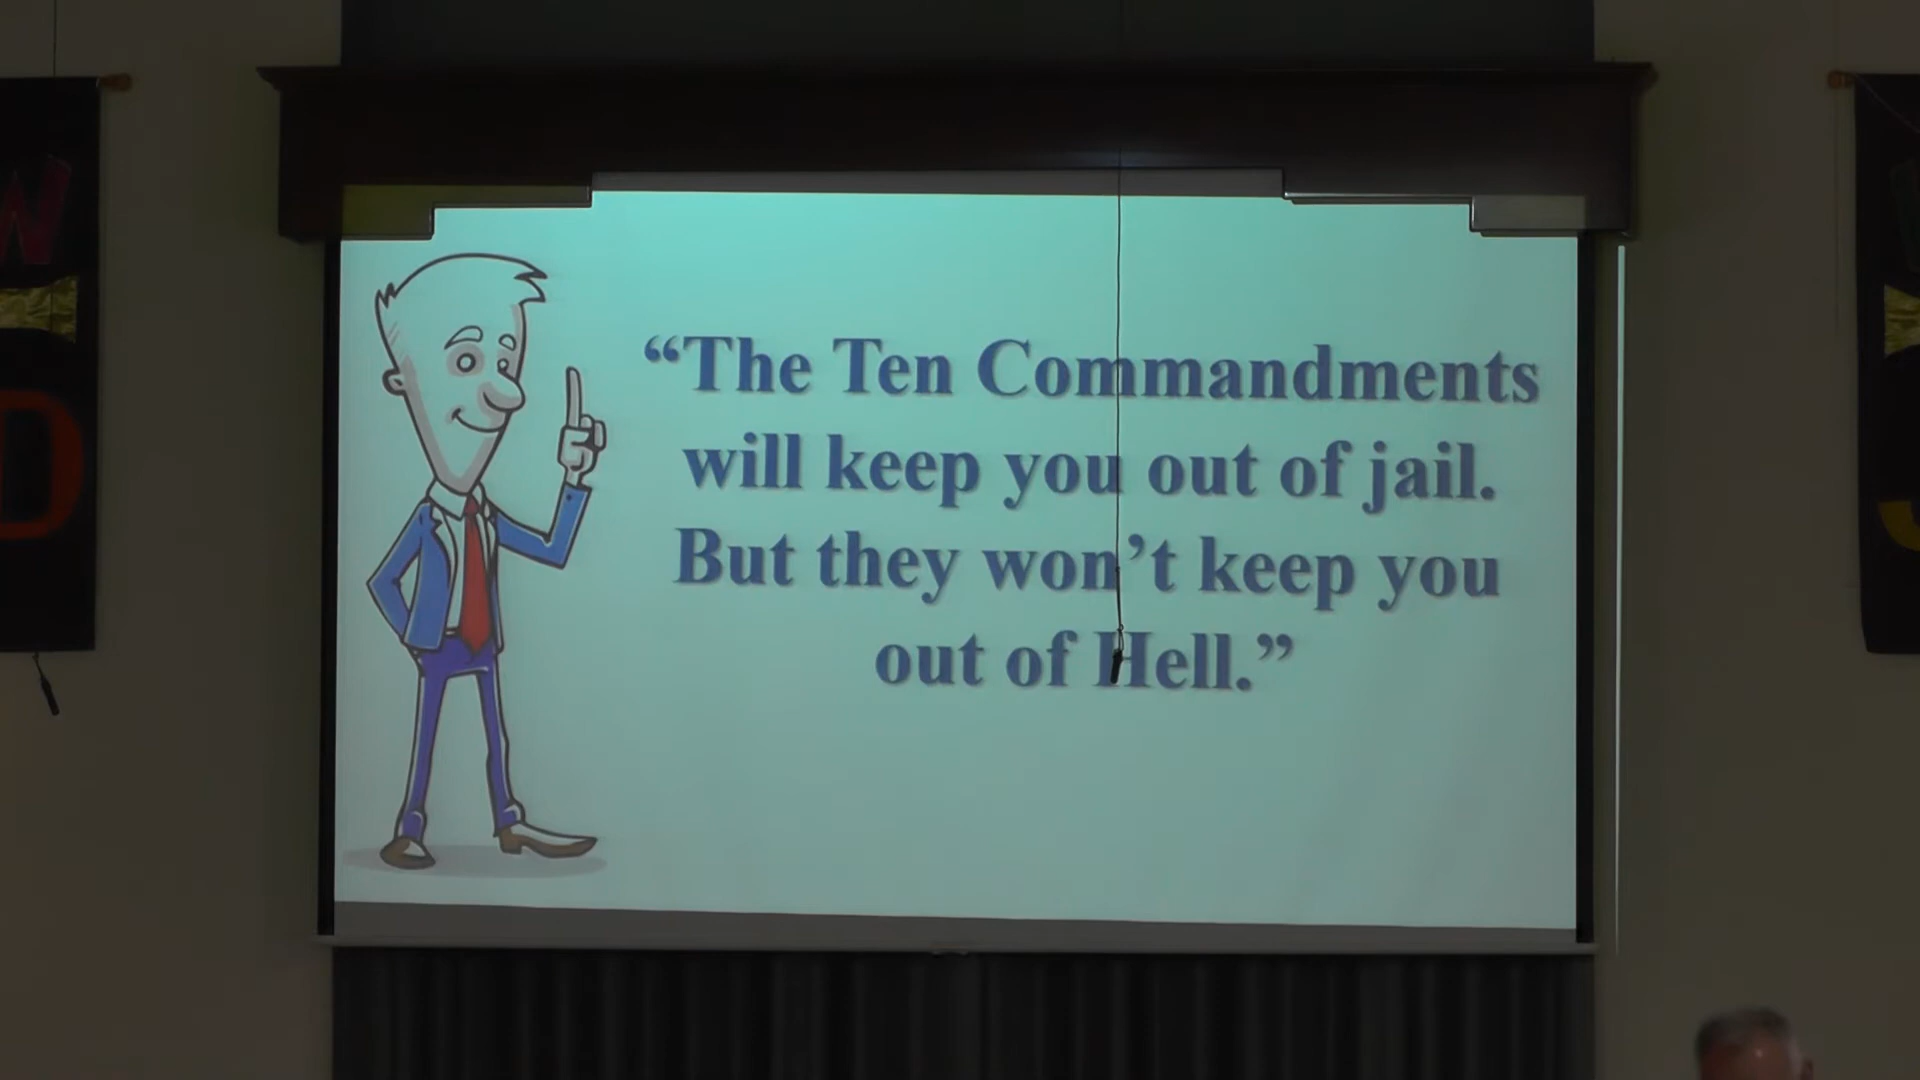 “The Ten Commandments
will keep you out of jail.
But they won’t keep you
out of Hell.”
W
D